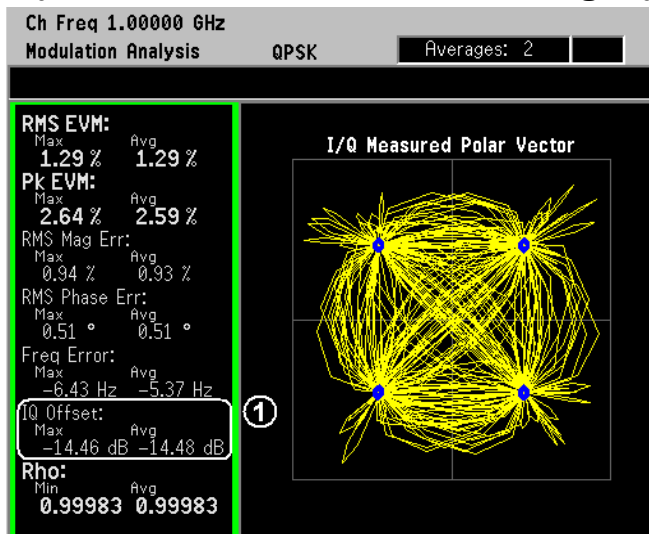 Ch Freq 1.00000 GHz
Modulation Analysis QPSK Averages: 2
RMS EVM:
Max Avg
1.29 % 1.29 %
Pk EVM:
Max Avg
2.64 % 2.59 %
RMS Mag Err:
Max Avg
0.94 % 0.93 %
RMS Phase Err:
Max Avg
0.51 ° 0.51 °
Freq Error:
Max Avg
-6.43 Hz -5.37 Hz
IQ Offset:
Max Avg
-14.46 dB -14.48 dB
Rho:
Min Avg
0.99983 0.99983
1
I/Q Measured Polar Vector